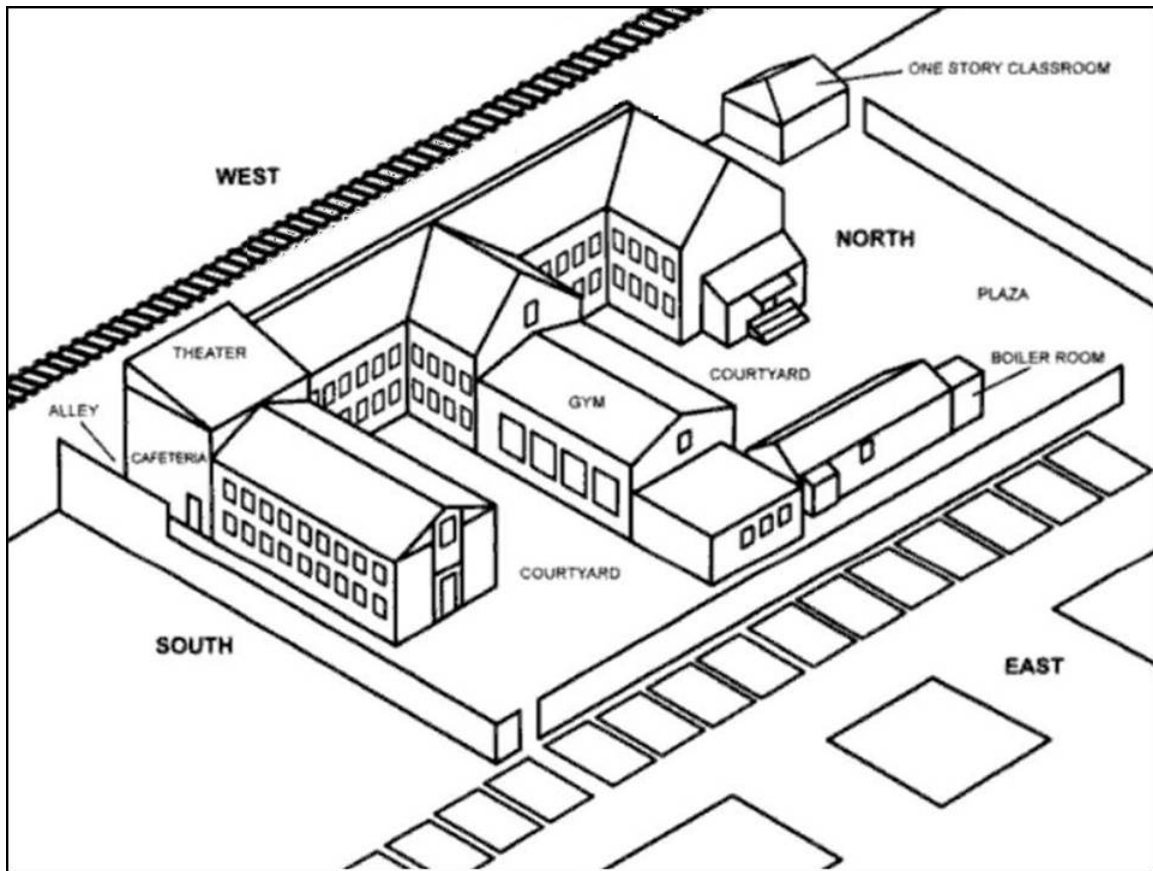 ONE STORY CLASSROOM
WEST
NORTH
PLAZA
THEATER
BOILER ROOM
COURTYARD
GYM
ALLEY
CAFETERIA
COURTYARD
SOUTH
EAST